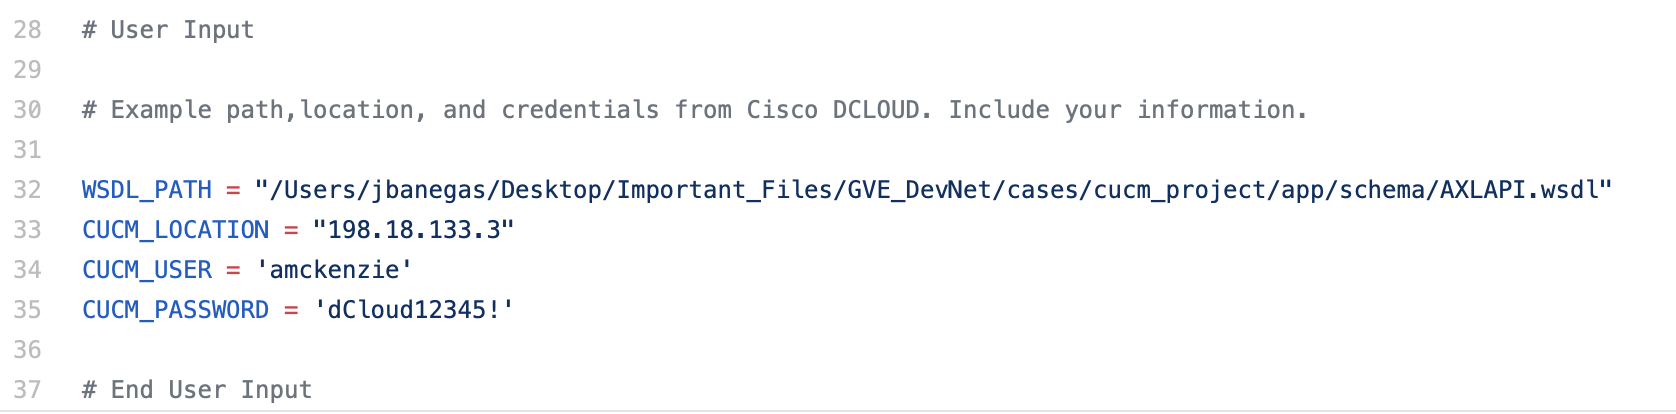 28 # User Input
29
30 # Example path,location, and credentials from Cisco DCLOUD. Include your information.
31
32 WSDL_PATH = "/Users/jbanegas/Desktop/Important_Files/GVE_DevNet/cases/cucm_project/app/schema/AXLAPI.wsdl"
33 CUCM_LOCATION = "198.18.133.3"
34 CUCM_USER = 'amckenzie'
35 CUCM_PASSWORD = 'dCloud12345!'
36
37 # End User Input